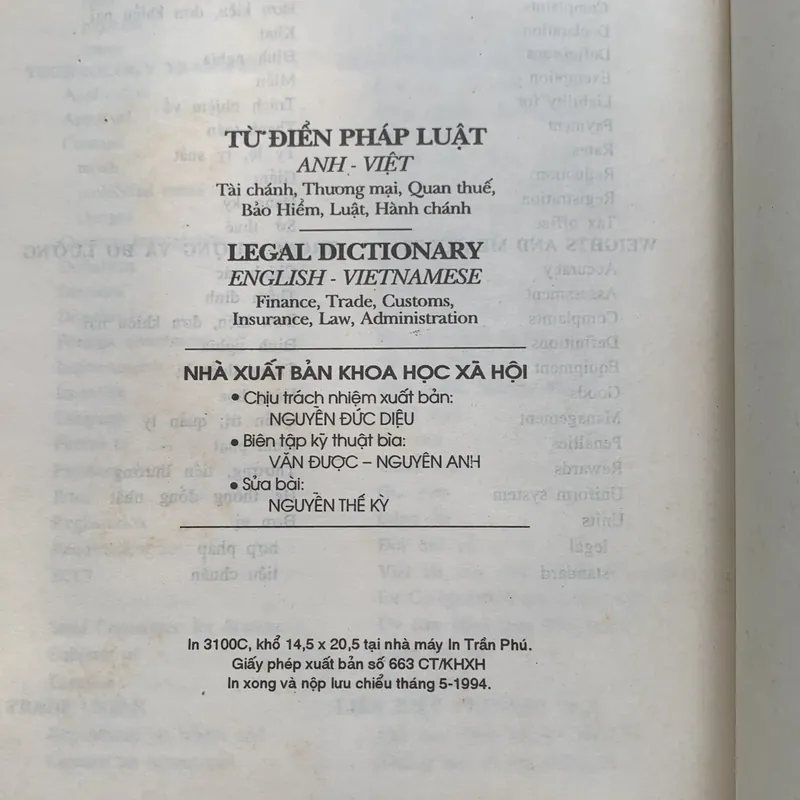 TỪ ĐIỂN PHÁP LUẬT
ANH - VIỆT
Tài chánh, Thương mại, Quan thuế,
Bảo Hiểm, Luật, Hành chánh
LEGAL DICTIONARY
ENGLISH - VIETNAMESE
Finance, Trade, Customs,
Insurance, Law, Administration
NHÀ XUẤT BẢN KHOA HỌC XÃ HỘI
• Chịu trách nhiệm xuất bản:
NGUYỄN ĐỨC DIỆU
• Biên tập kỹ thuật bìa:
VĂN ĐƯỢC – NGUYÊN ANH
• Sửa bài:
NGUYỄN THẾ KỲ
In 3100C, khổ 14,5 x 20,5 tại nhà máy In Trần Phú.
Giấy phép xuất bản số 663 CT/KHXH
In xong và nộp lưu chiểu tháng 5-1994.